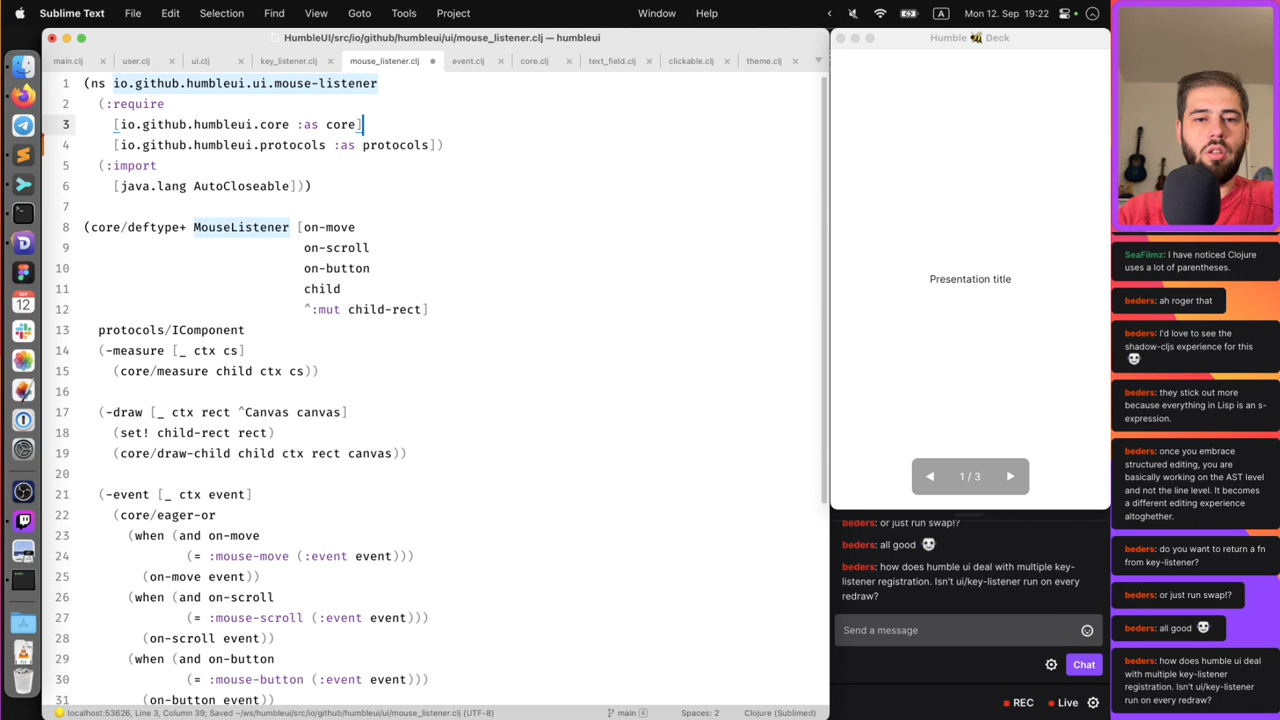 Sublime Text File Edit Selection Find View Goto Tools Project Window Help A Mon 12. Sep 19:22
HumbleUI/src/io/github/humbleui/ui/mouse_listener.clj — humbleui
main.clj user.clj ui.clj key_listener.clj mouse_listener.clj event.clj core.clj text_field.clj clickable.clj theme.clj
1 (ns io.github.humbleui.ui.mouse-listener
2 (:require
3 [io.github.humbleui.core :as core]
4 [io.github.humbleui.protocols :as protocols])
5 (:import
6 [java.lang AutoCloseable]))
7
8 (core/deftype+ MouseListener [on-move
9 on-scroll
10 on-button
11 child
12 ^:mut child-rect]
13 protocols/IComponent
14 (-measure [_ ctx cs]
15 (core/measure child ctx cs))
16
17 (-draw [_ ctx rect ^Canvas canvas]
18 (set! child-rect rect)
19 (core/draw-child child ctx rect canvas))
20
21 (-event [_ ctx event]
22 (core/eager-or
23 (when (and on-move
24 (= :mouse-move (:event event)))
25 (on-move event))
26 (when (and on-scroll
27 (= :mouse-scroll (:event event)))
28 (on-scroll event))
29 (when (and on-button
30 (= :mouse-button (:event event)))
31 (on-button event))
localhost:53626, Line 3, Column 39; Saved ~/ws/humbleui/src/io/github/humbleui/ui/mouse_listener.clj (UTF-8) main 4 Spaces: 2 Clojure (Sublimed)
SEP
12
Humble 🐝 Deck
Presentation title
◀ 1 / 3 ▶
beders: or just run swap!?
beders: all good
beders: how does humble ui deal with multiple key-
listener registration. Isn't ui/key-listener run on every
redraw?
Send a message
Chat
REC Live
SeaFilmz: I have noticed Clojure
uses a lot of parentheses.
beders: ah roger that
beders: I'd love to see the
shadow-cljs experience for this
beders: they stick out more
because everything in Lisp is an s-
expression.
beders: once you embrace
structured editing, you are
basically working on the AST level
and not the line level. It becomes
a different editing experience
altoghether.
beders: do you want to return a fn
from key-listener?
beders: or just run swap!?
beders: all good
beders: how does humble ui deal
with multiple key-listener
registration. Isn't ui/key-listener
run on every redraw?